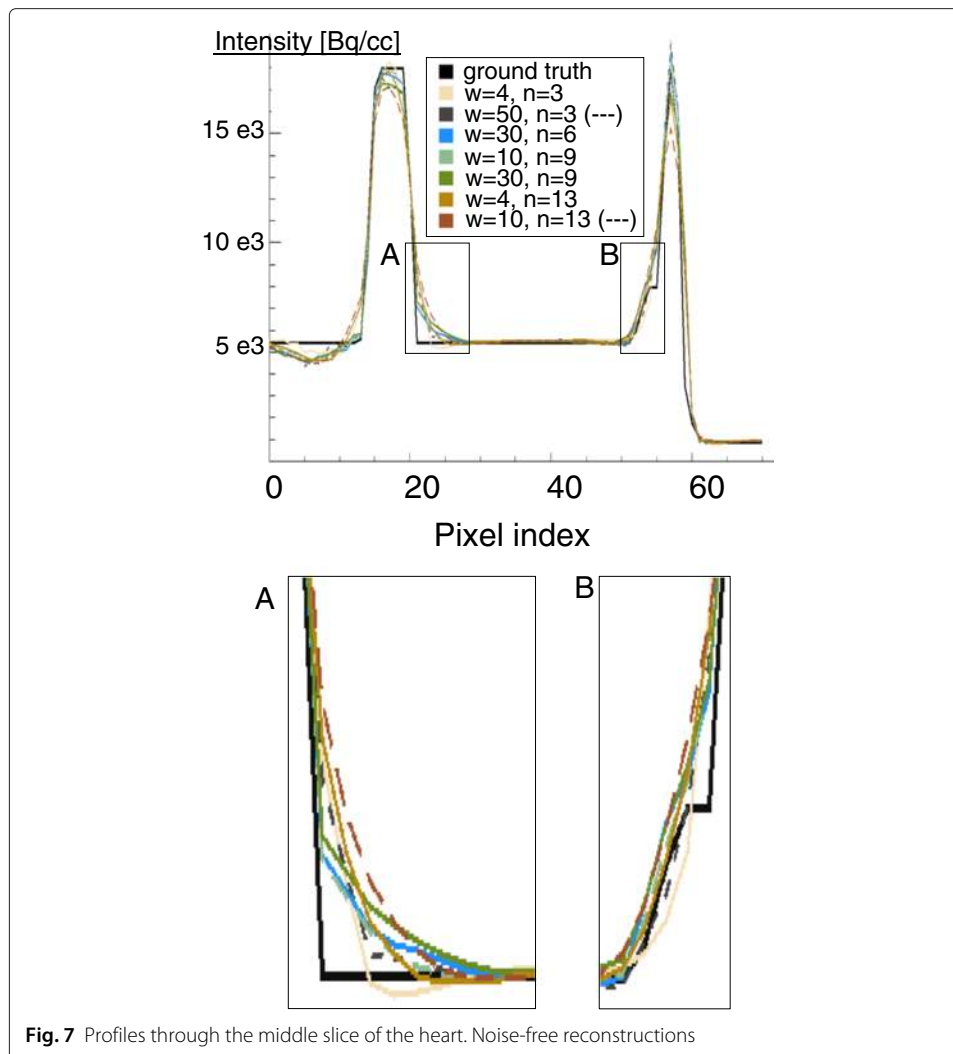 Intensity [Bq/cc]
ground truth
w=4, n=3
w=50, n=3 (---)
w=30, n=6
w=10, n=9
w=30, n=9
w=4, n=13
w=10, n=13 (---)
15 e3
10 e3
5 e3
A
B
0 20 40 60
Pixel index
A
B
Fig. 7 Profiles through the middle slice of the heart. Noise-free reconstructions